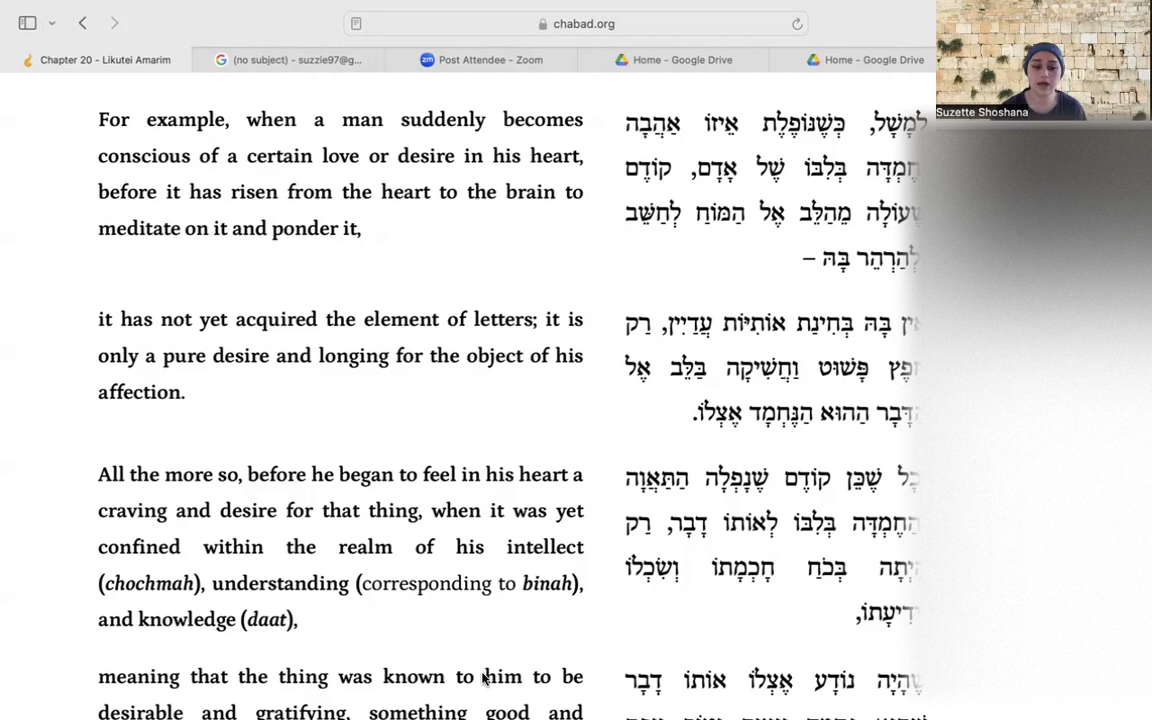 chabad.org
Chapter 20 - Likutei Amarim
(no subject) - suzzie97@g...
zm Post Attendee - Zoom
Home - Google Drive
Home - Google Drive
Suzette Shoshana
For example, when a man suddenly becomes
conscious of a certain love or desire in his heart,
before it has risen from the heart to the brain to
meditate on it and ponder it,
it has not yet acquired the element of letters; it is
only a pure desire and longing for the object of his
affection.
All the more so, before he began to feel in his heart a
craving and desire for that thing, when it was yet
confined within the realm of his intellect
(chochmah), understanding (corresponding to binah),
and knowledge (daat),
meaning that the thing was known to him to be
desirable and gratifying, something good and
לְמָשָׁל, כְּשֶׁנּוֹפֶלֶת אֵיזוֹ אַהֲבָה
בְּלִבּוֹ שֶׁל אָדָם, קוֹדֶם
מֵהַלֵּב אֶל הַמּוֹחַ לְחַשֵּׁב
בָּהּ –
בָּהּ בְּחִינַת אוֹתִיּוֹת עֲדַיִין, רַק
פָּשׁוּט וַחֲשִׁיקָה בַּלֵּב אֶל
הַהוּא הַנֶּחְמָד אֶצְלוֹ.
שֶׁכֵּן קוֹדֶם שֶׁנָּפְלָה הַתַּאֲוָה
בְּלִבּוֹ לְאוֹתוֹ דָבָר, רַק
בְּכֹחַ חָכְמָתוֹ וְשִׂכְלוֹ
נוֹדָע אֶצְלוֹ אוֹתוֹ דָבָר